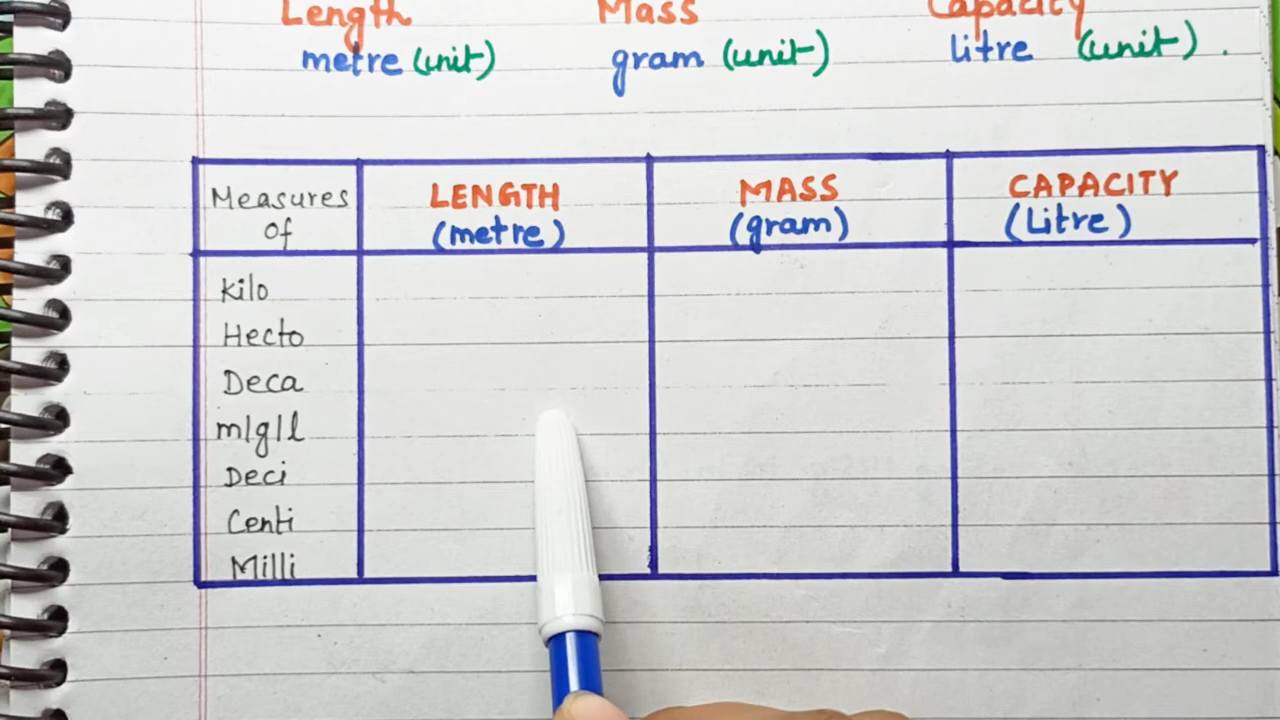 Length Mass Capacity
metre (unit) gram (unit) litre (unit).
Measures of LENGTH (metre) MASS (gram) CAPACITY (Litre)
Kilo
Hecto
Deca
m/g/l
Deci
Centi
Milli